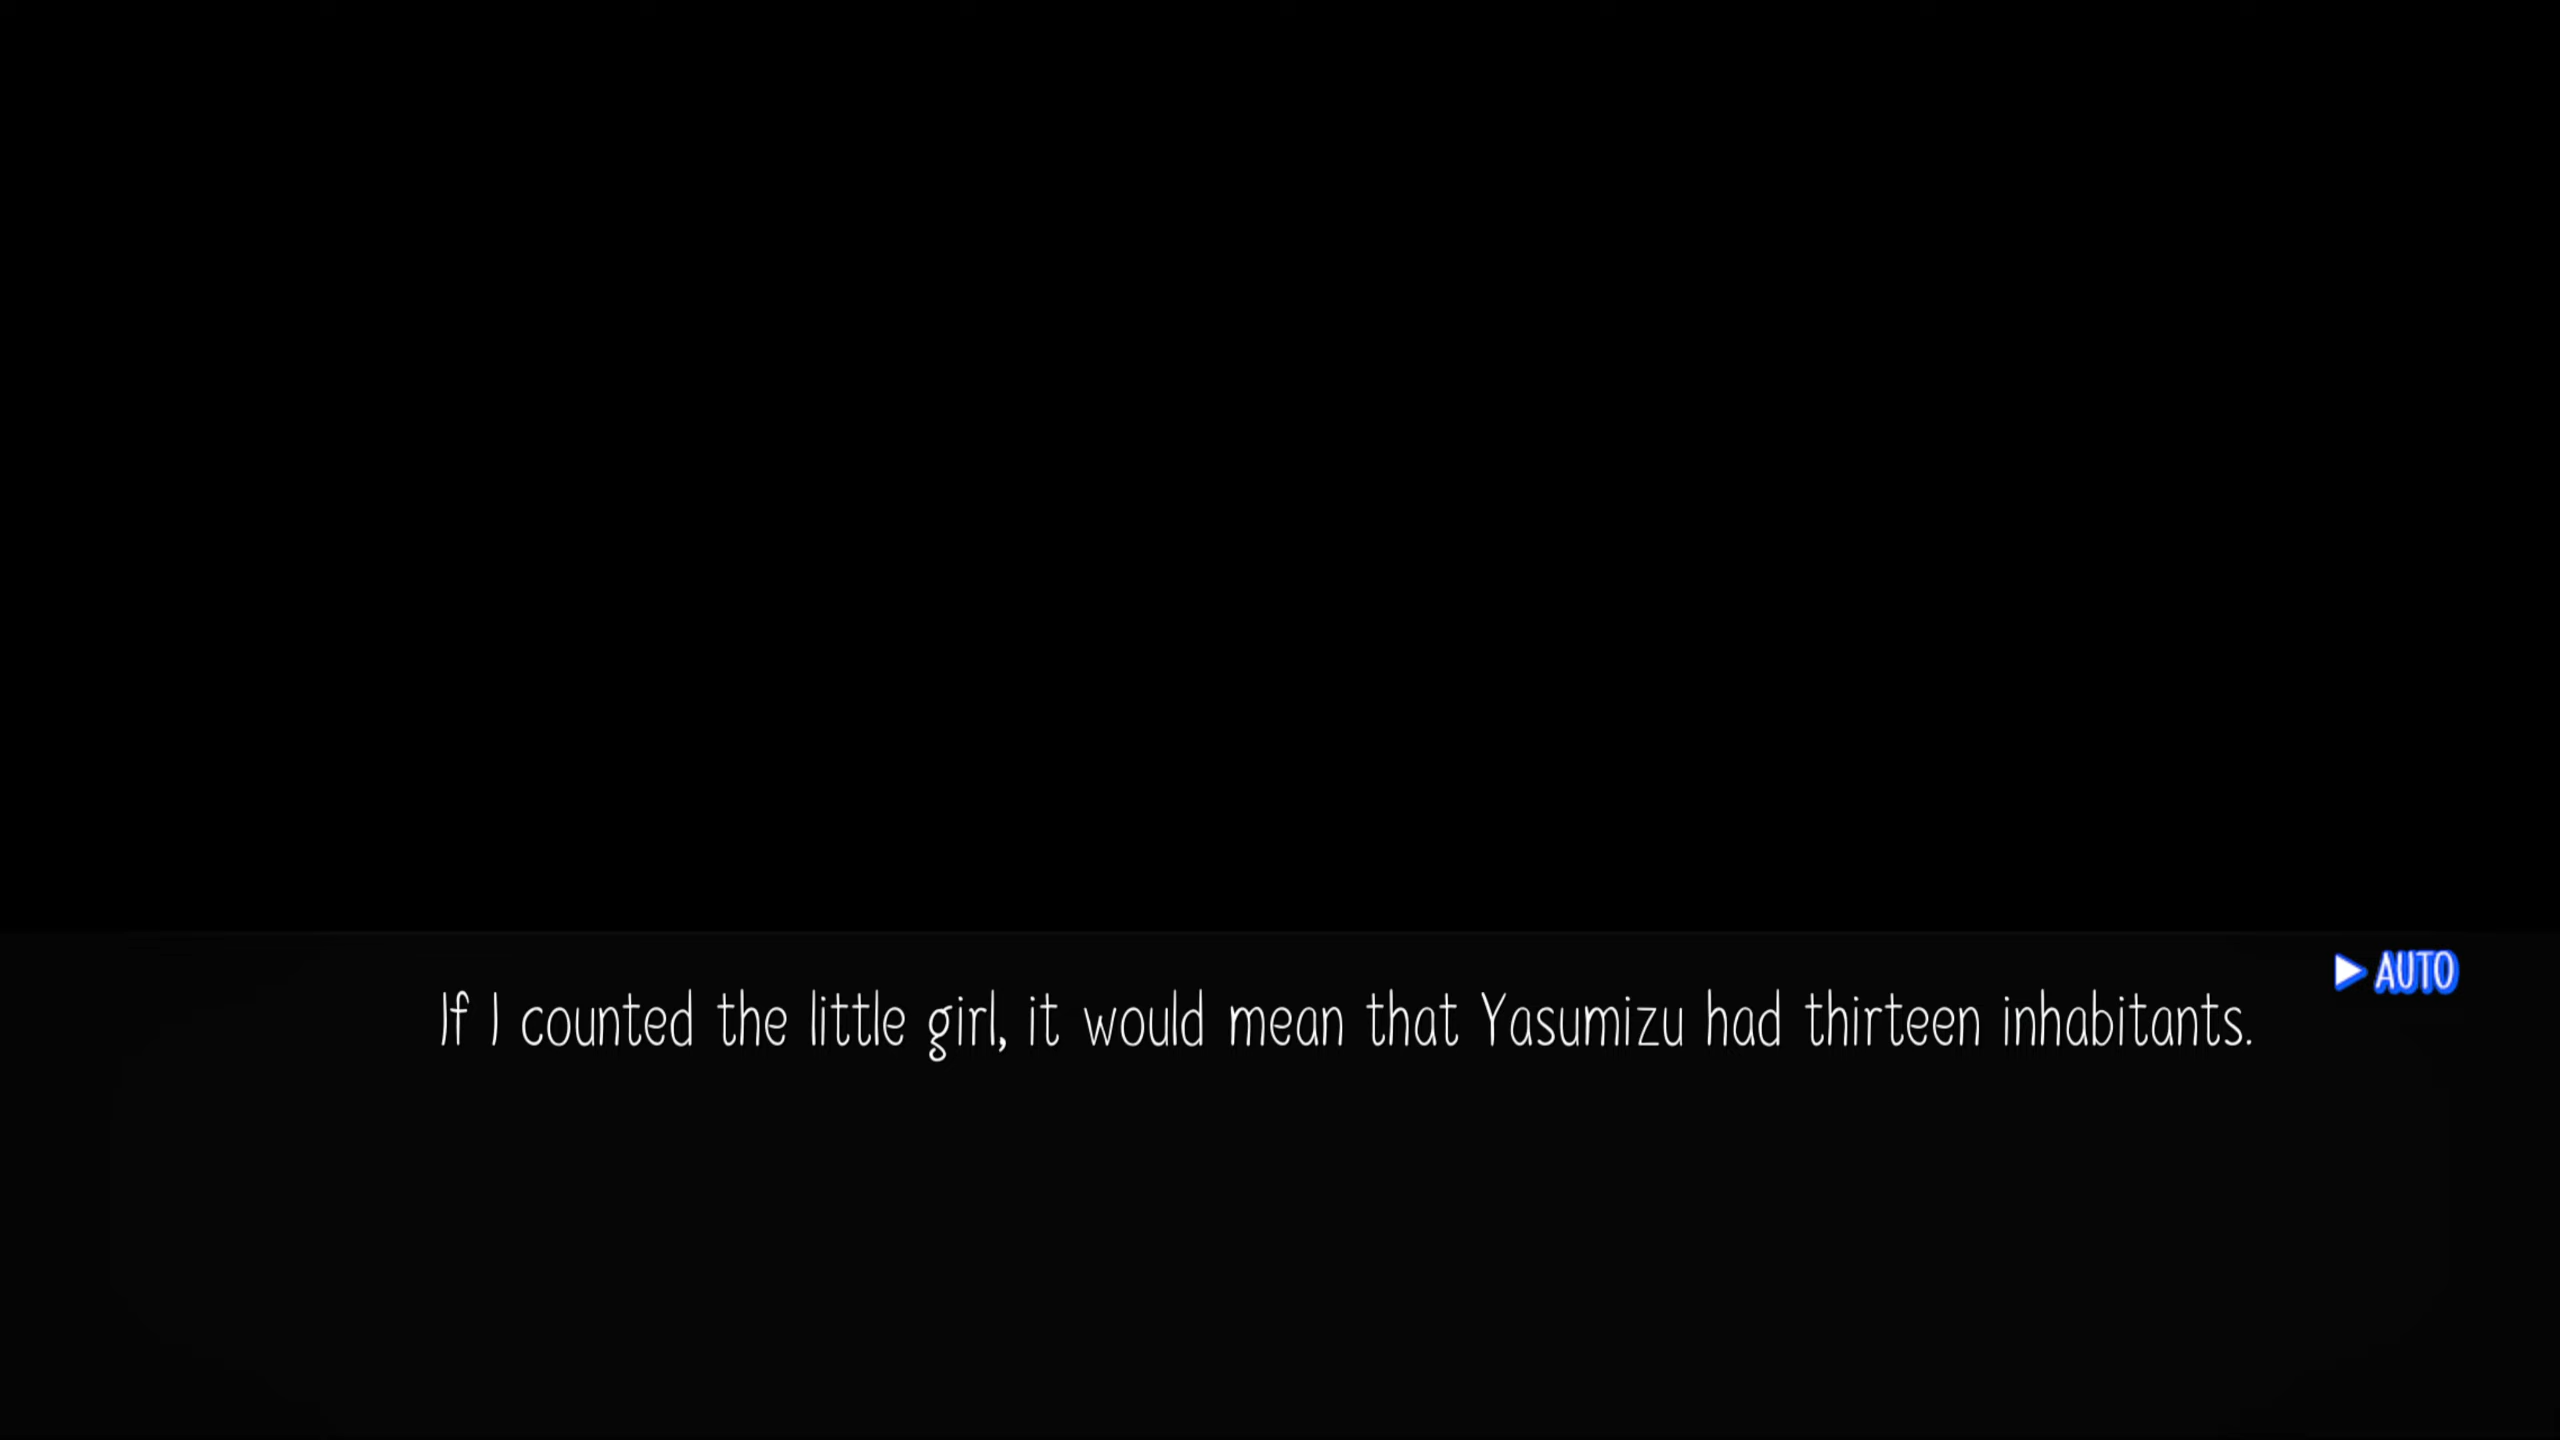 ▶ AUTO
If I counted the little girl, it would mean that Yasumizu had thirteen inhabitants.